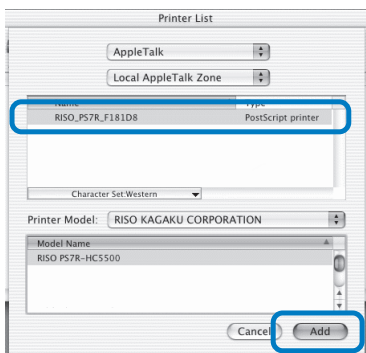 Printer List
AppleTalk
Local AppleTalk Zone
Name Type
RISO_PS7R_F181D8 PostScript printer
Character Set:Western
Printer Model: RISO KAGAKU CORPORATION
Model Name
RISO PS7R-HC5500
Cancel Add